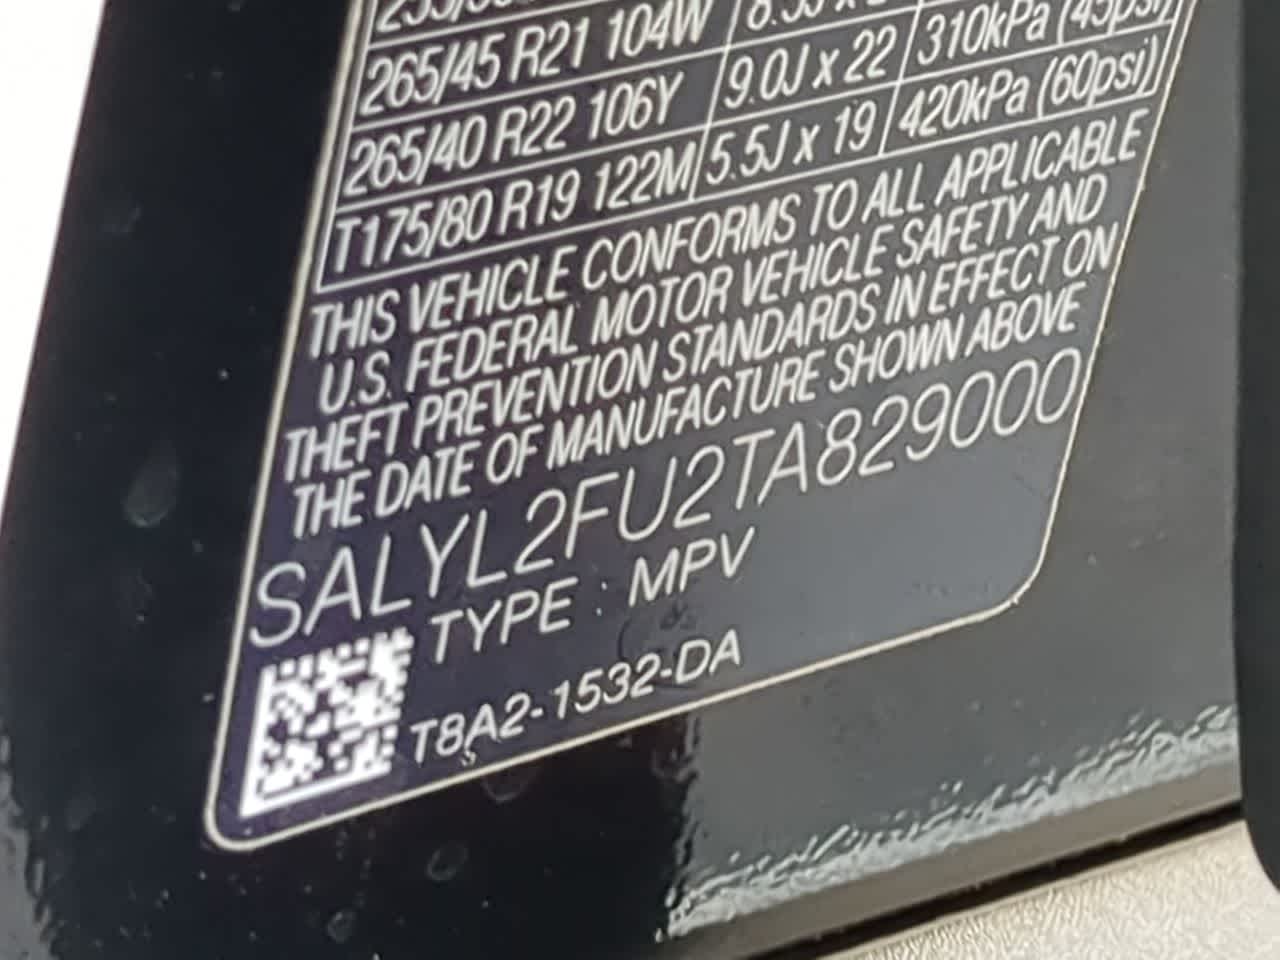 265/45 R21 104W 310kPa (45psi)
265/40 R22 106Y 9.0J x 22 420kPa (60psi)
T175/80 R19 122M 5.5J x 19
THIS VEHICLE CONFORMS TO ALL APPLICABLE
U.S. FEDERAL MOTOR VEHICLE SAFETY AND
THEFT PREVENTION STANDARDS IN EFFECT ON
THE DATE OF MANUFACTURE SHOWN ABOVE
SALYL2FU2TA829000
TYPE : MPV
T8A2-1532-DA